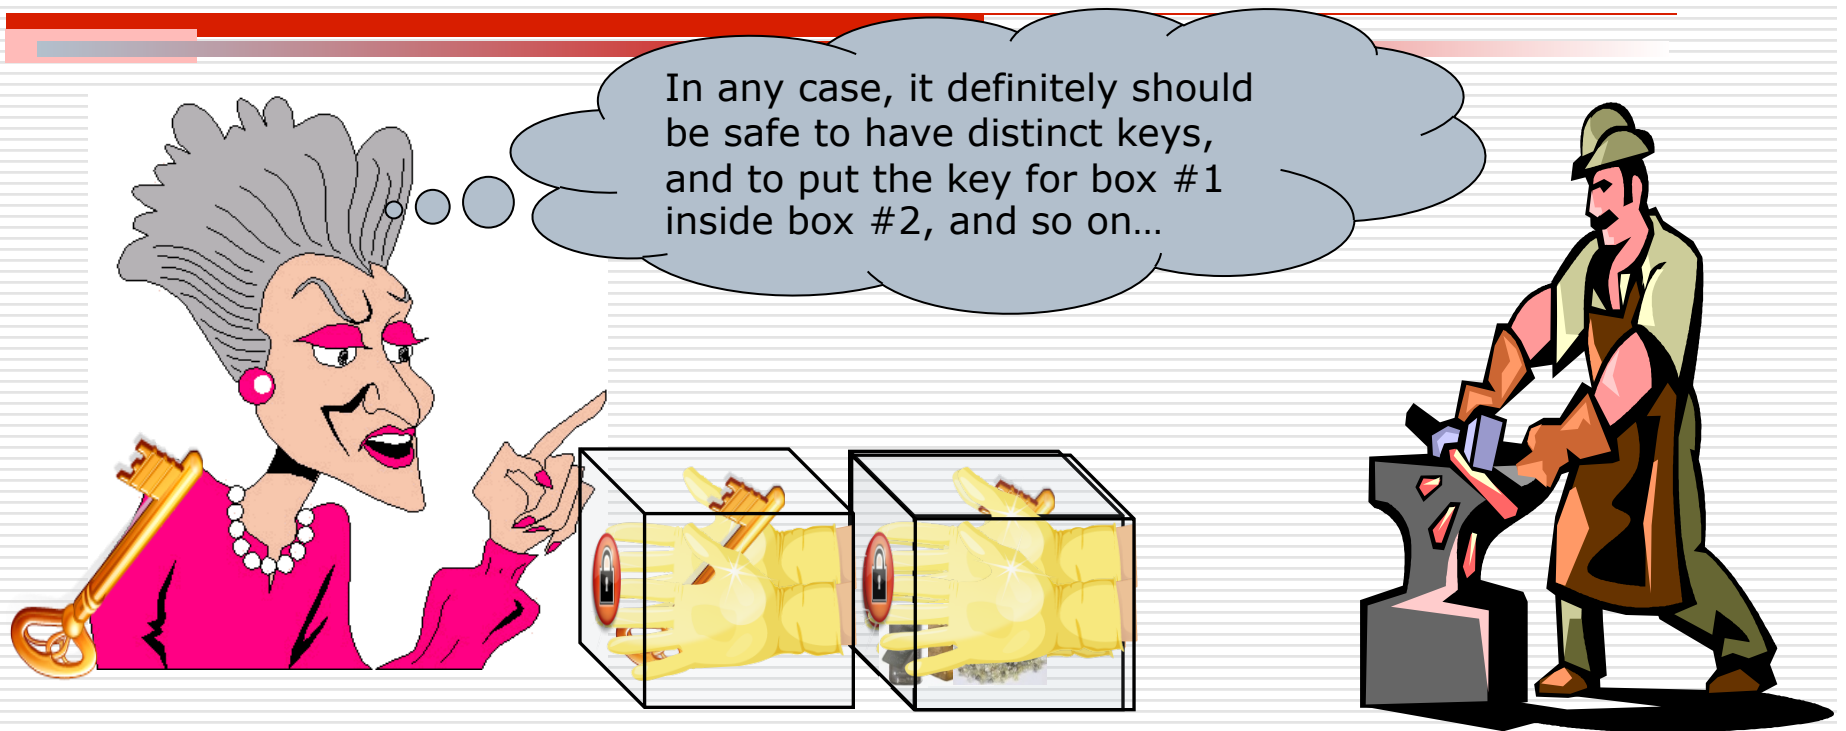 In any case, it definitely should
be safe to have distinct keys,
and to put the key for box #1
inside box #2, and so on…